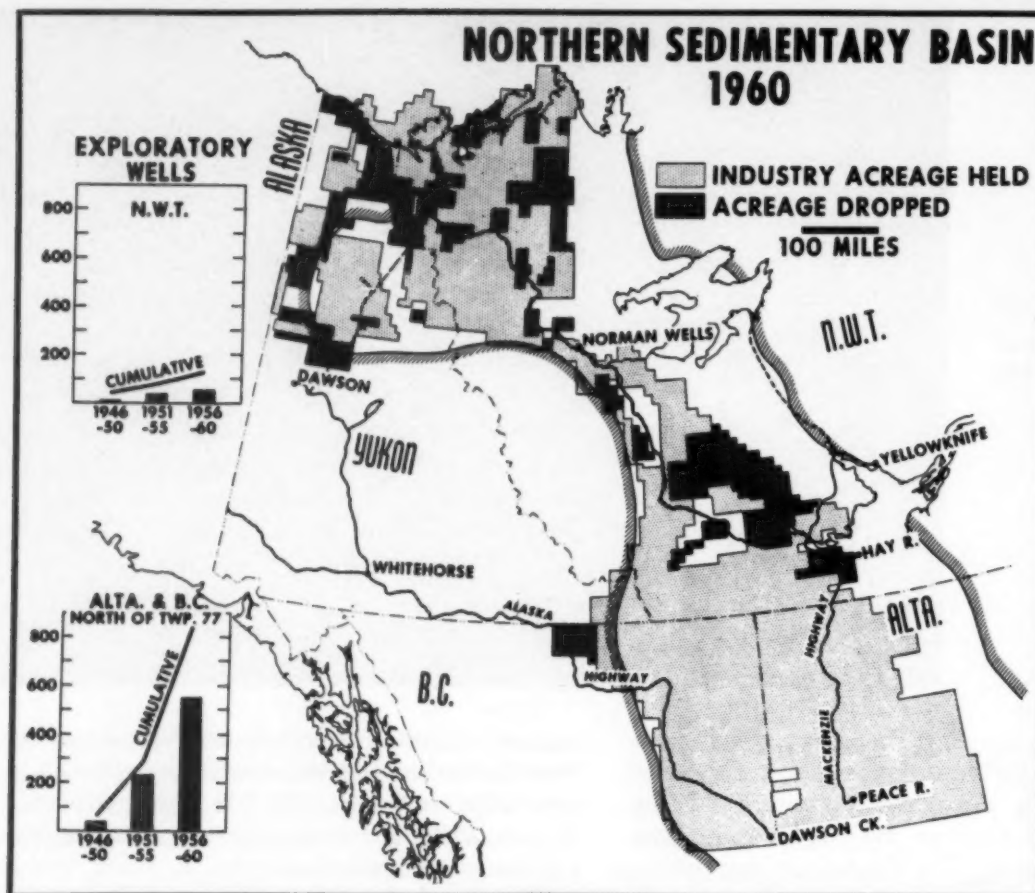 NORTHERN SEDIMENTARY BASIN
1960
INDUSTRY ACREAGE HELD
ACREAGE DROPPED
100 MILES
EXPLORATORY
WELLS
N.W.T.
800
600
400
200
CUMULATIVE
1946
-50
1951
-55
1956
-60
ALASKA
DAWSON
YUKON
WHITEHORSE
NORMAN WELLS
N.W.T.
YELLOWKNIFE
HAY R.
ALASKA
HIGHWAY
B.C.
ALTA.
HIGHWAY
MACKENZIE
PEACE R.
DAWSON CK.
ALTA. & B.C.
NORTH OF TWP. 77
800
600
400
200
CUMULATIVE
1946
-50
1951
-55
1956
-60